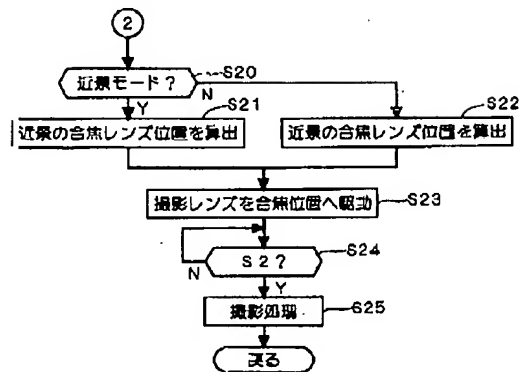 2
近景モード?
S20
N
Y
S21
S22
近景の合焦レンズ位置を算出
近景の合焦レンズ位置を算出
撮影レンズを合焦位置へ駆動
S23
S2?
S24
N
Y
撮影処理
S25
戻る